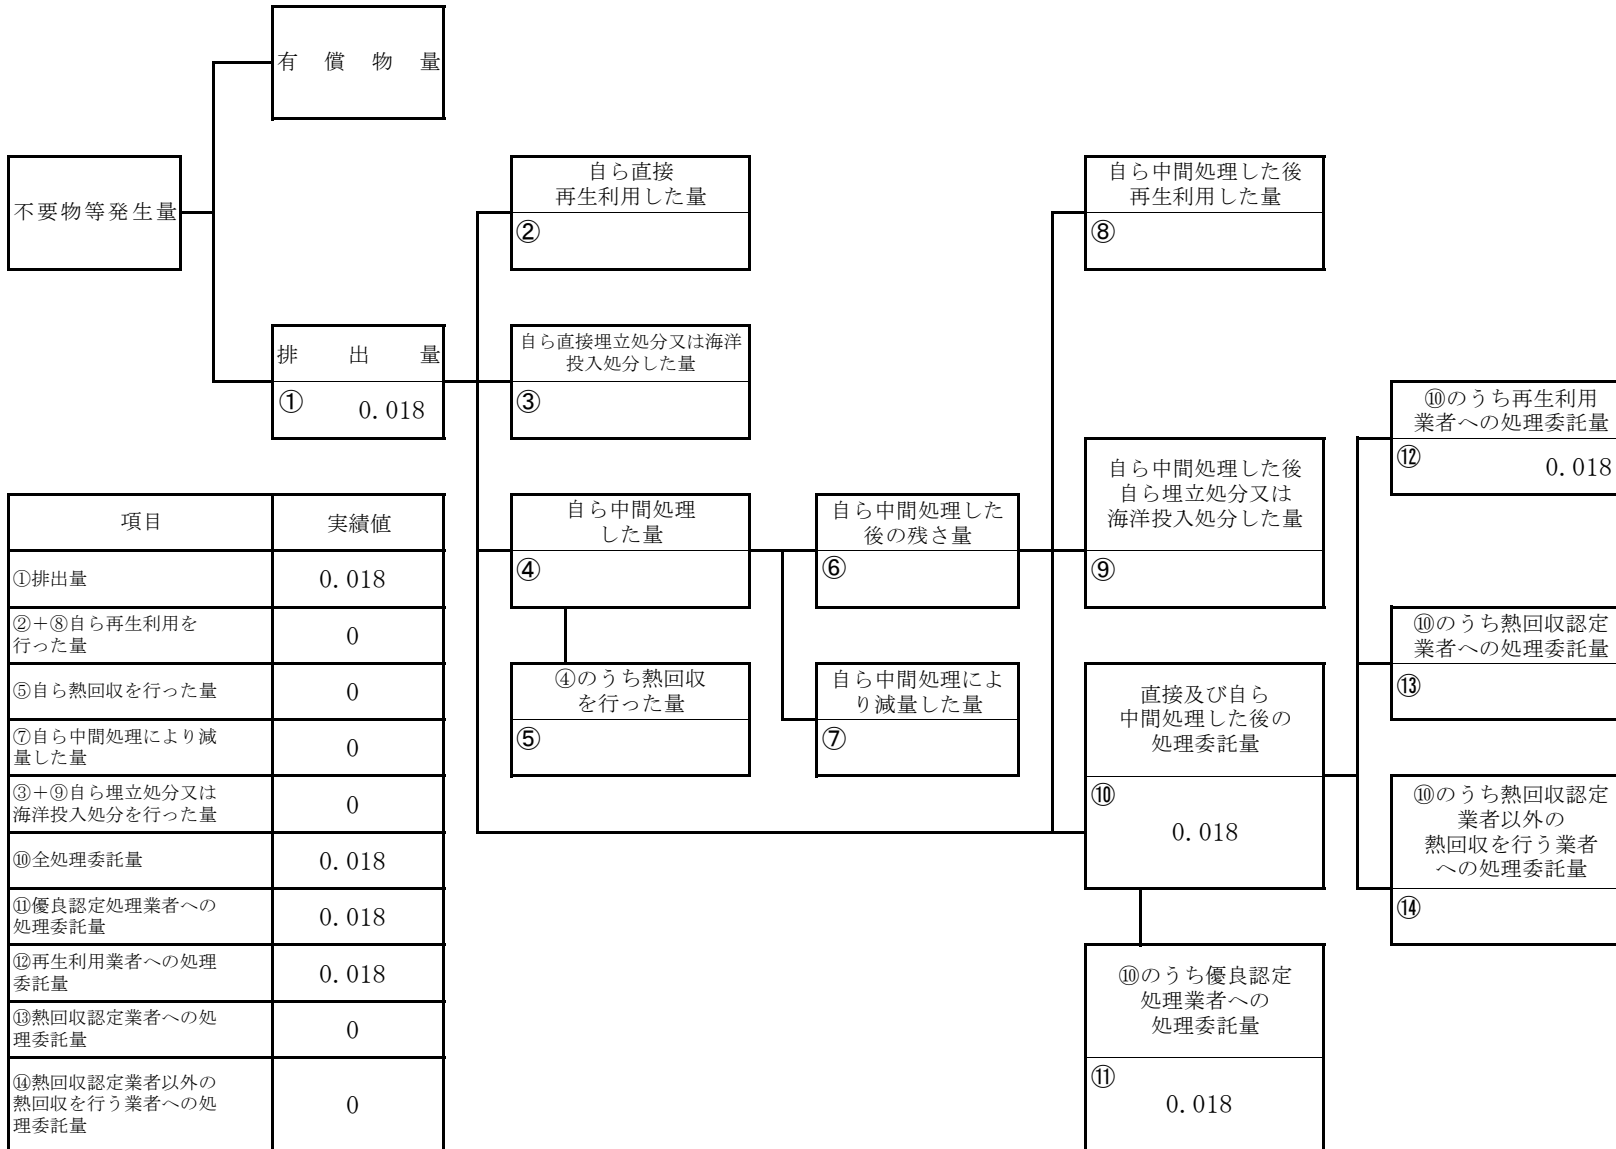 有償物量
不要物等発生量
排出量
①
0.018
自ら直接
再生利用した量
②
自ら直接埋立処分又は海洋
投入処分した量
③
自ら中間処理
した量
④
④のうち熱回収
を行った量
⑤
自ら中間処理した
後の残さ量
⑥
自ら中間処理によ
り減量した量
⑦
自ら中間処理した後
再生利用した量
⑧
自ら中間処理した後
自ら埋立処分又は
海洋投入処分した量
⑨
直接及び自ら
中間処理した後の
処理委託量
⑩
0.018
⑩のうち優良認定
処理業者への
処理委託量
⑪
0.018
⑩のうち再生利用
業者への処理委託量
⑫
0.018
⑩のうち熱回収認定
業者への処理委託量
⑬
⑩のうち熱回収認定
業者以外の
熱回収を行う業者
への処理委託量
⑭
項目 実績値
①排出量 0.018
②+⑧自ら再生利用を
行った量 0
⑤自ら熱回収を行った量 0
⑦自ら中間処理により減
量した量 0
③+⑨自ら埋立処分又は
海洋投入処分を行った量 0
⑩全処理委託量 0.018
⑪優良認定処理業者への
処理委託量 0.018
⑫再生利用業者への処理
委託量 0.018
⑬熱回収認定業者への処
理委託量 0
⑭熱回収認定業者以外の
熱回収を行う業者への処
理委託量 0